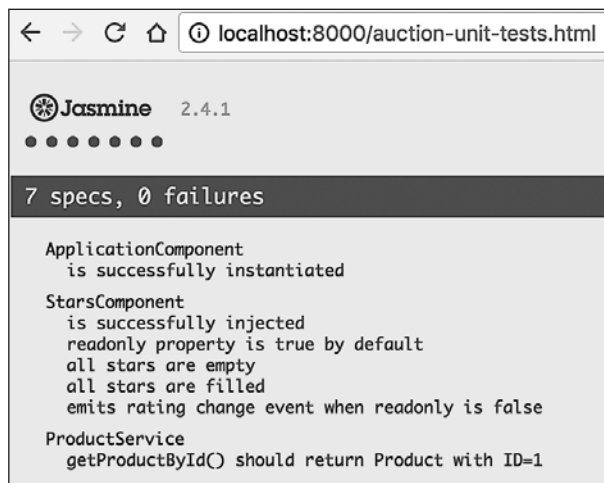 localhost:8000/auction-unit-tests.html
Jasmine 2.4.1
7 specs, 0 failures
ApplicationComponent
is successfully instantiated
StarsComponent
is successfully injected
readonly property is true by default
all stars are empty
all stars are filled
emits rating change event when readonly is false
ProductService
getProductById() should return Product with ID=1